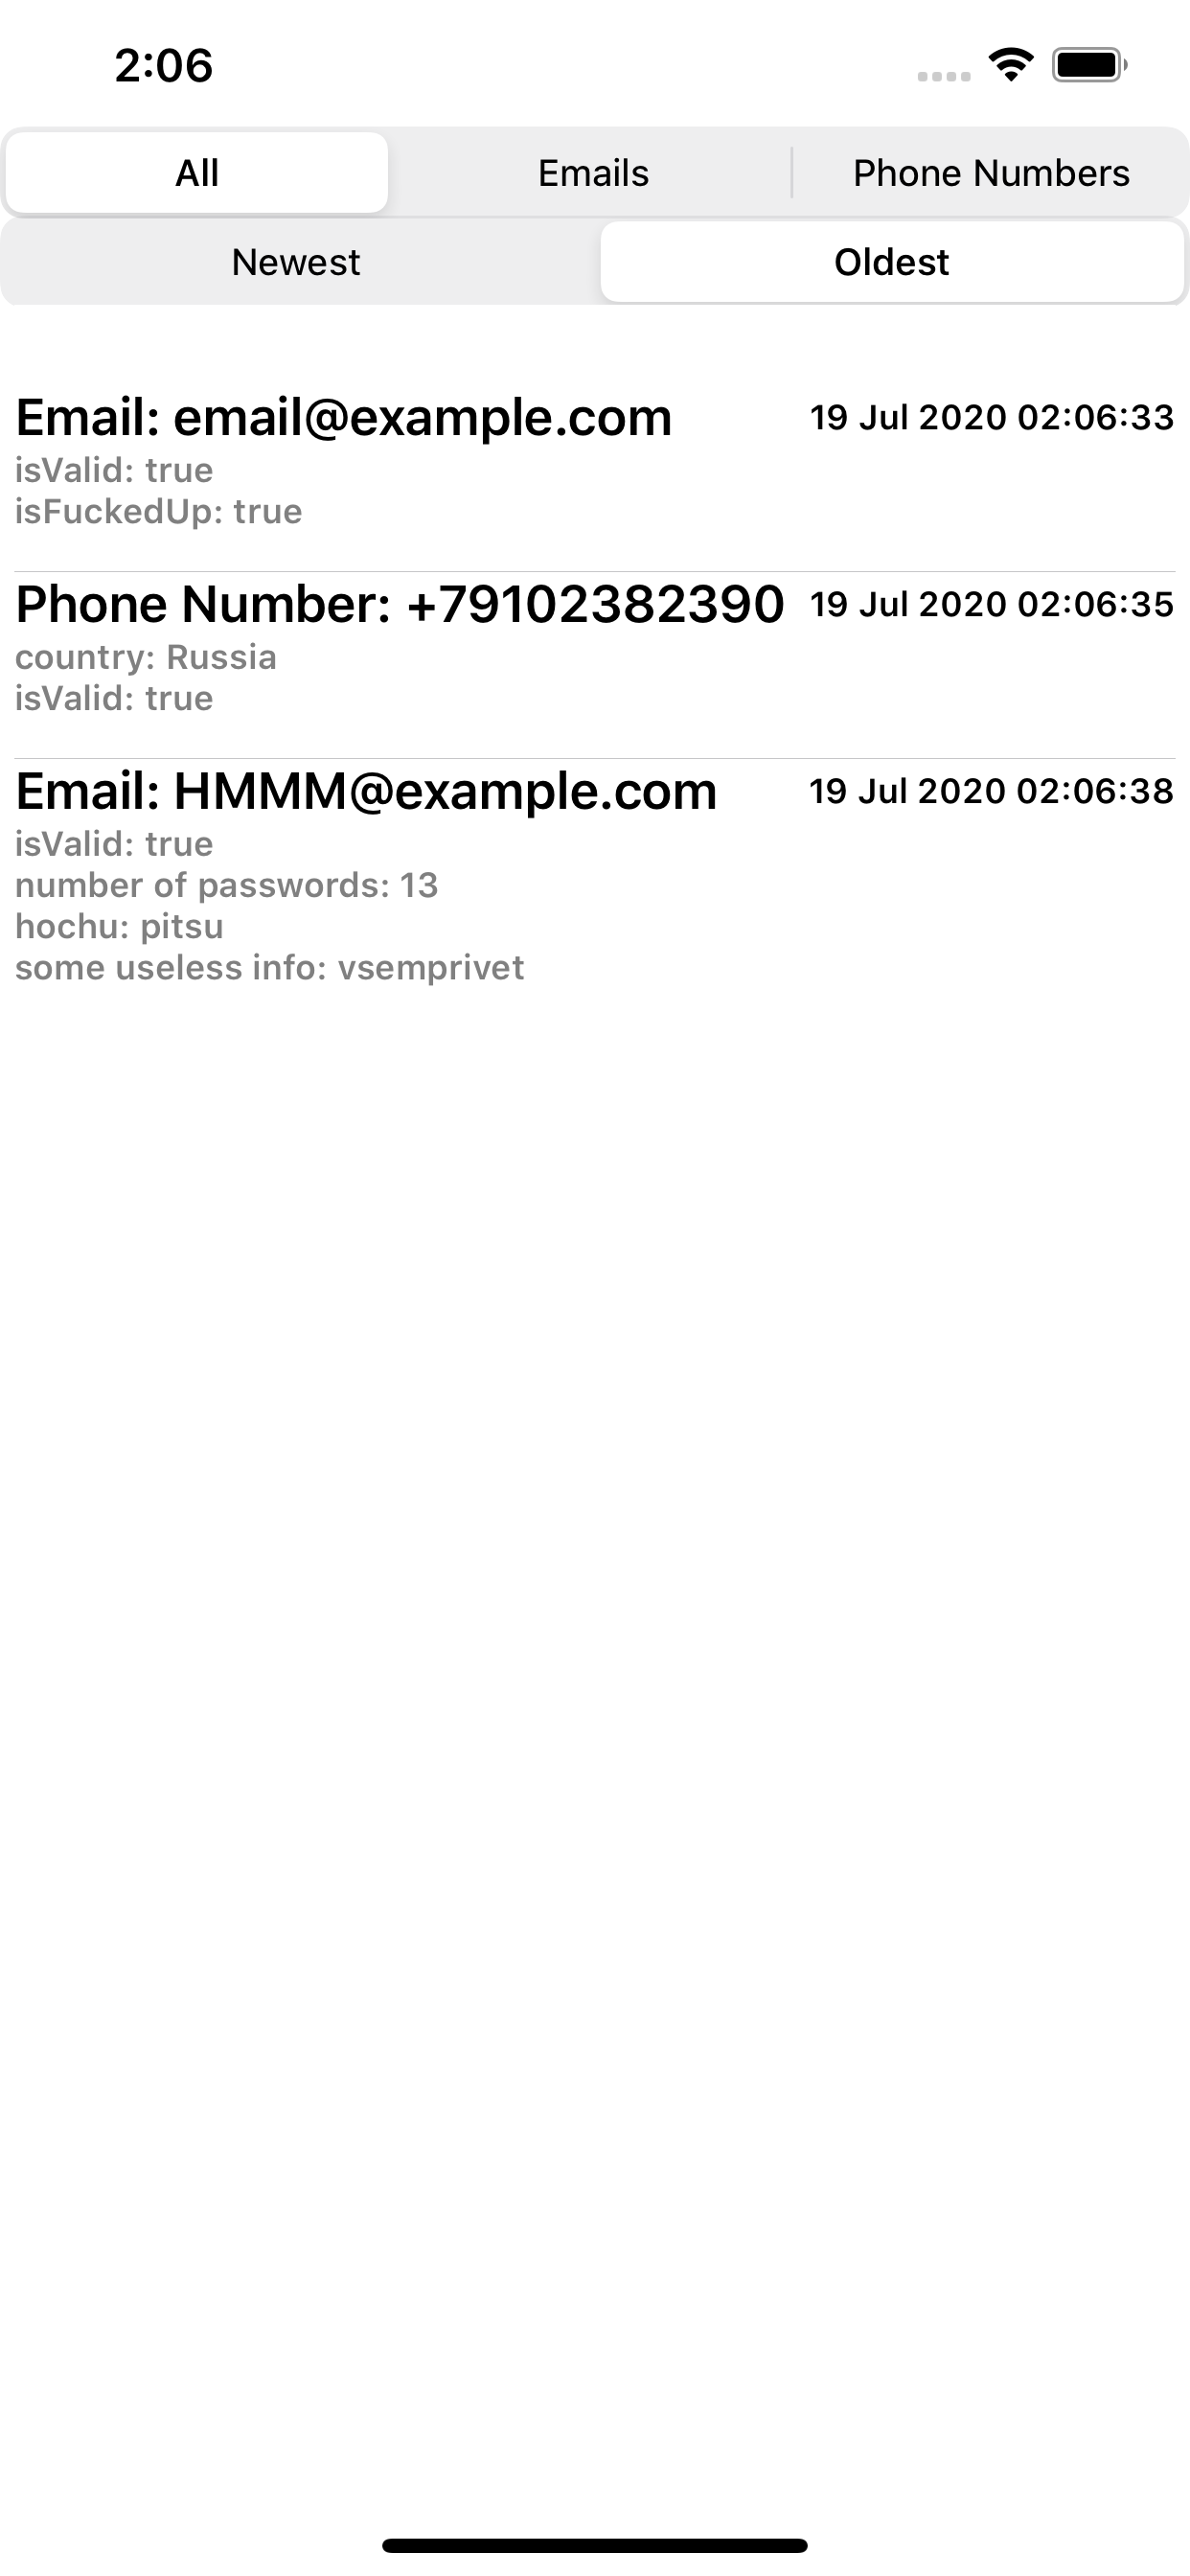 2:06
All Emails Phone Numbers
Newest Oldest
Email: email@example.com 19 Jul 2020 02:06:33
isValid: true
isFuckedUp: true
Phone Number: +79102382390 19 Jul 2020 02:06:35
country: Russia
isValid: true
Email: HMMM@example.com 19 Jul 2020 02:06:38
isValid: true
number of passwords: 13
hochu: pitsu
some useless info: vsemprivet